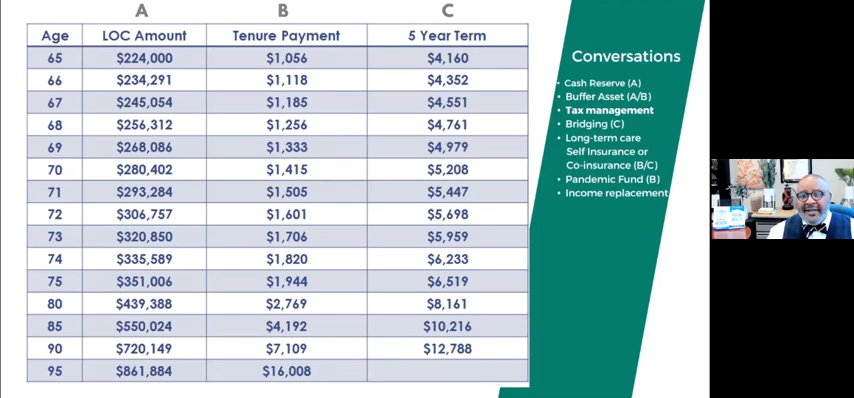 A B C
Age LOC Amount Tenure Payment 5 Year Term
65 $224,000 $1,056 $4,160
66 $234,291 $1,118 $4,352
67 $245,054 $1,185 $4,551
68 $256,312 $1,256 $4,761
69 $268,086 $1,333 $4,979
70 $280,402 $1,415 $5,208
71 $293,284 $1,505 $5,447
72 $306,757 $1,601 $5,698
73 $320,850 $1,706 $5,959
74 $335,589 $1,820 $6,233
75 $351,006 $1,944 $6,519
80 $439,388 $2,769 $8,161
85 $550,024 $4,192 $10,216
90 $720,149 $7,109 $12,788
95 $861,884 $16,008
Conversations
• Cash Reserve (A)
• Buffer Asset (A/B)
• Tax management
• Bridging (C)
• Long-term care
Self Insurance or
Co-insurance (B/C)
• Pandemic Fund (B)
• Income replacement